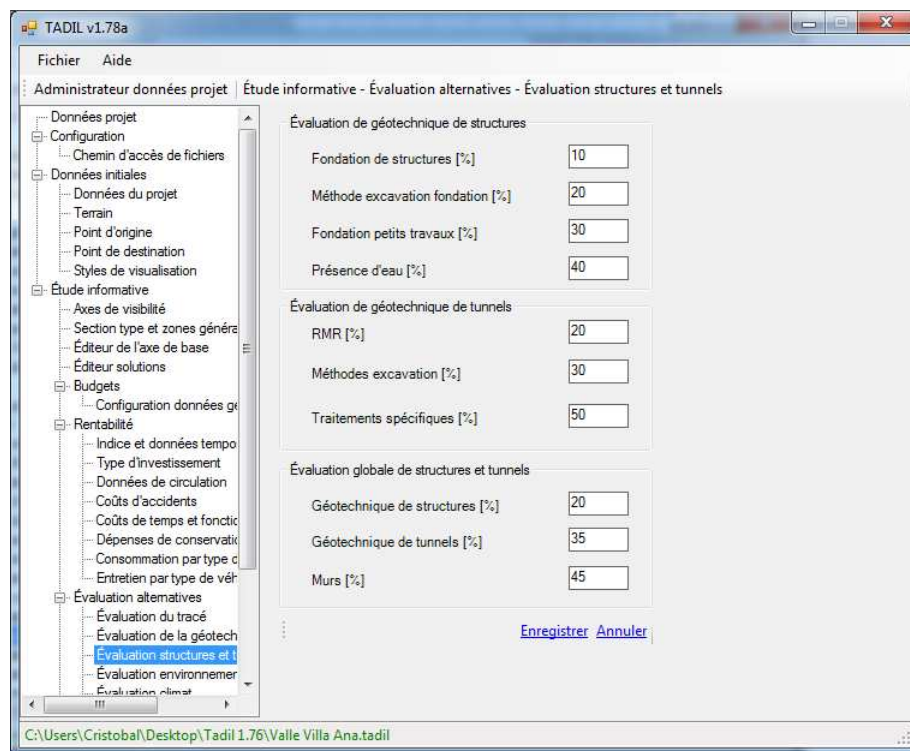 TADIL v1.78a
Fichier Aide
Administrateur données projet Étude informative - Évaluation alternatives - Évaluation structures et tunnels
Données projet
Configuration
Chemin d'accès de fichiers
Données initiales
Données du projet
Terrain
Point d'origine
Point de destination
Styles de visualisation
Étude informative
Axes de visibilité
Section type et zones généra
Éditeur de l'axe de base
Éditeur solutions
Budgets
Configuration données gé
Rentabilité
Indice et données tempo
Type d'investissement
Données de circulation
Coûts d'accidents
Coûts de temps et fonctio
Dépenses de conservatio
Consommation par type d
Entretien par type de véh
Évaluation alternatives
Évaluation du tracé
Évaluation de la géotech
Évaluation structures et t
Évaluation environnemer
Évaluation climat
Évaluation de géotechnique de structures
Fondation de structures [%] 10
Méthode excavation fondation [%] 20
Fondation petits travaux [%] 30
Présence d'eau [%] 40
Évaluation de géotechnique de tunnels
RMR [%] 20
Méthodes excavation [%] 30
Traitements spécifiques [%] 50
Évaluation globale de structures et tunnels
Géotechnique de structures [%] 20
Géotechnique de tunnels [%] 35
Murs [%] 45
Enregistrer Annuler
C:\Users\Cristobal\Desktop\Tadil 1.76\Valle Villa Ana.tadil